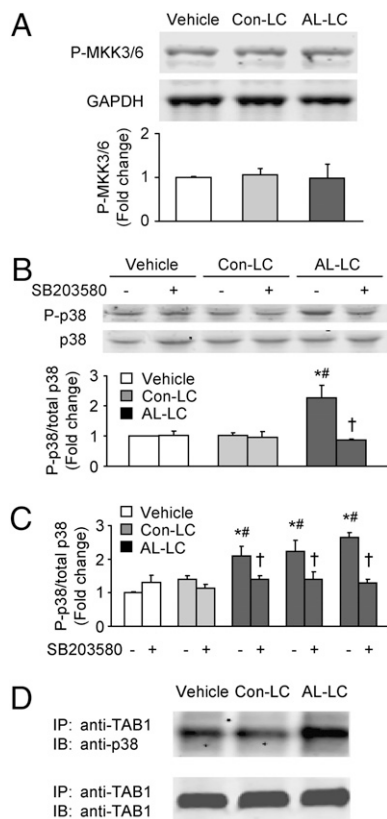 A
Vehicle Con-LC AL-LC
P-MKK3/6
GAPDH
P-MKK3/6
(Fold change)
2
1
0
B
Vehicle Con-LC AL-LC
SB203580 - + - + - +
P-p38
p38
P-p38/total p38
(Fold change)
3
2
1
0
Vehicle
Con-LC
AL-LC
*# †
C
P-p38/total p38
(Fold change)
3
2
1
0
Vehicle
Con-LC
AL-LC
*# † *# † *# †
SB203580 - + - + - + - + - +
D
Vehicle Con-LC AL-LC
IP: anti-TAB1
IB: anti-p38
IP: anti-TAB1
IB: anti-TAB1